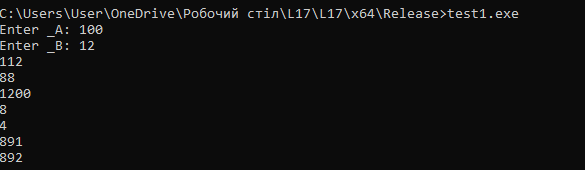 C:\Users\User\OneDrive\Робочий стіл\L17\L17\x64\Release>test1.exe
Enter _A: 100
Enter _B: 12
112
88
1200
8
4
891
892